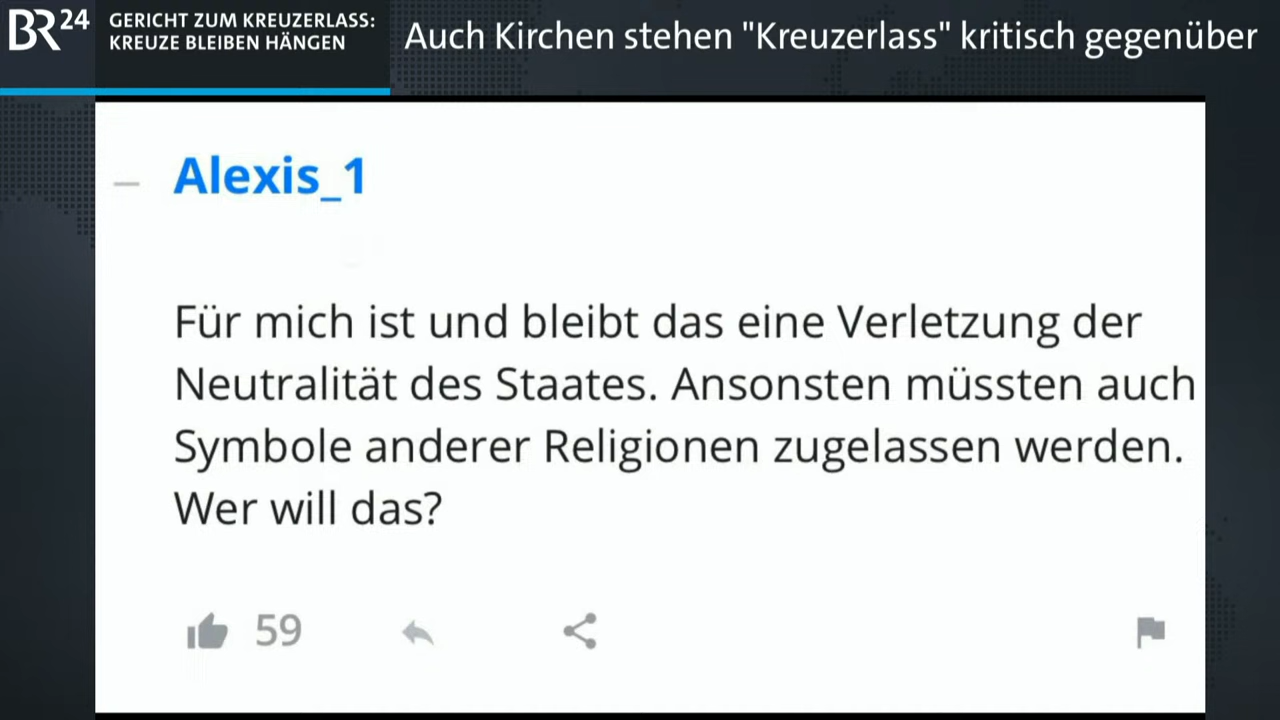 BR24
GERICHT ZUM KREUZERLASS:
KREUZE BLEIBEN HÄNGEN
Auch Kirchen stehen "Kreuzerlass" kritisch gegenüber
Alexis_1
Für mich ist und bleibt das eine Verletzung der
Neutralität des Staates. Ansonsten müssten auch
Symbole anderer Religionen zugelassen werden.
Wer will das?
59